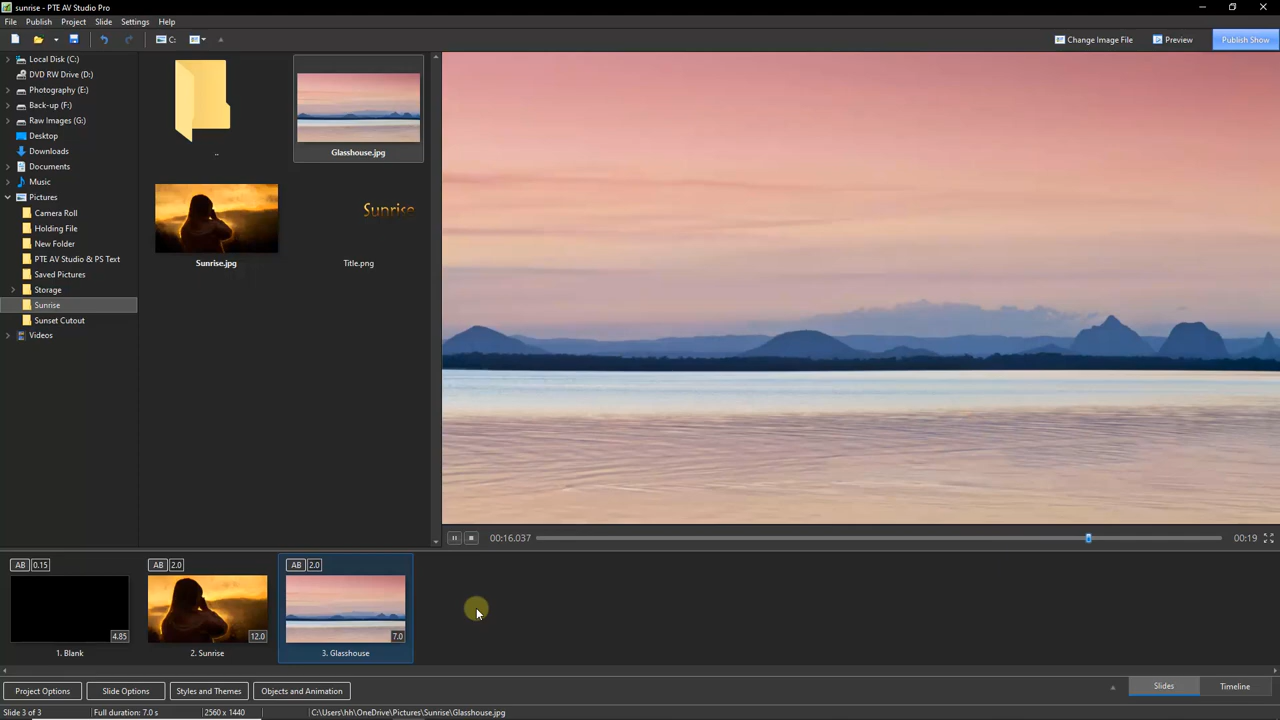 sunrise - PTE AV Studio Pro
File Publish Project Slide Settings Help
C: Change Image File Preview Publish Show
Local Disk (C:)
DVD RW Drive (D:)
Photography (E:)
Back-up (F:)
Raw Images (G:)
Desktop
Downloads
Documents
Music
Pictures
Camera Roll
Holding File
New Folder
PTE AV Studio & PS Text
Saved Pictures
Storage
Sunrise
Sunset Cutout
Videos
..
Glasshouse.jpg
Sunrise
Sunrise.jpg
Title.png
00:16.037 00:19
AB 0.15
4.85
1. Blank
AB 2.0
12.0
2. Sunrise
AB 2.0
7.0
3. Glasshouse
Project Options Slide Options Styles and Themes Objects and Animation Slides Timeline
Slide 3 of 3 Full duration: 7.0 s 2560 x 1440 C:\Users\hh\OneDrive\Pictures\Sunrise\Glasshouse.jpg